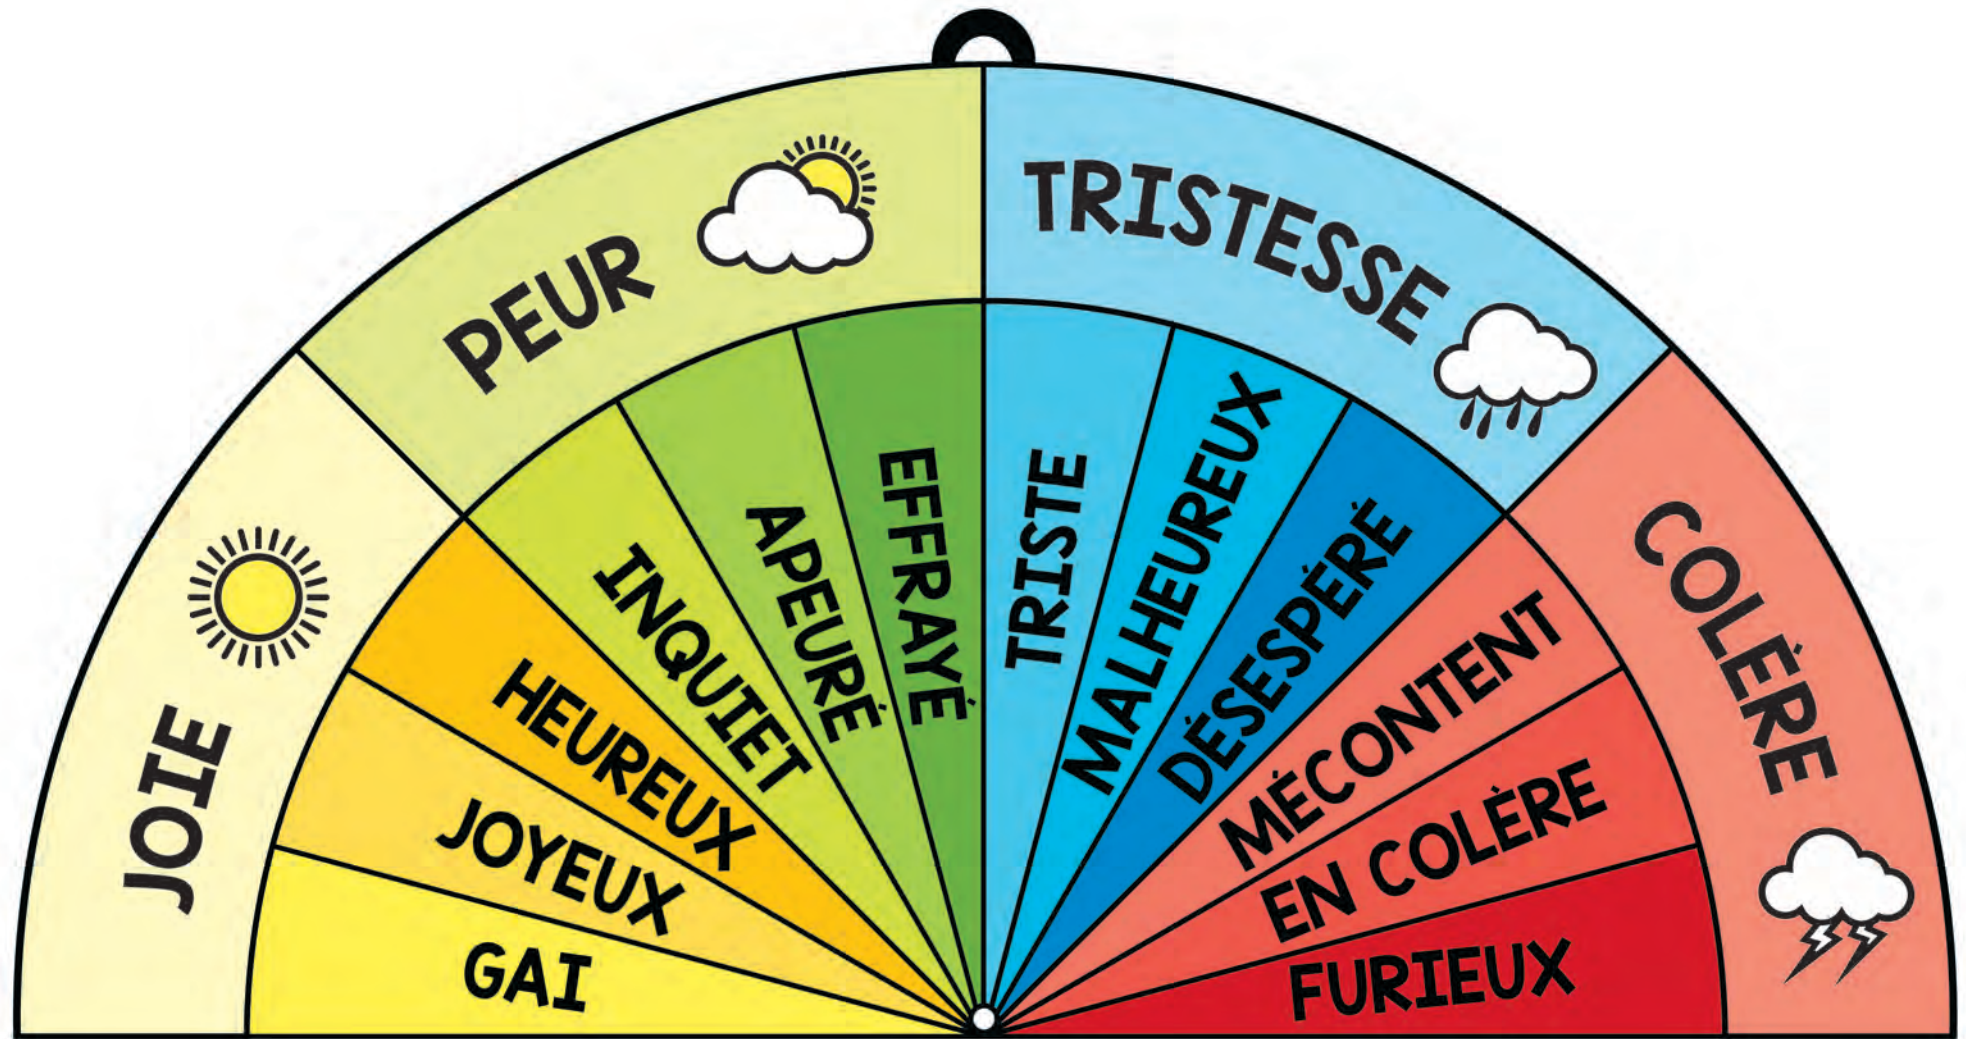 JOIE
PEUR
TRISTESSE
COLÈRE
GAI
JOYEUX
HEUREUX
INQUIET
APEURÉ
EFFRAYÉ
TRISTE
MALHEUREUX
DÉSESPÉRÉ
MÉCONTENT
EN COLÈRE
FURIEUX